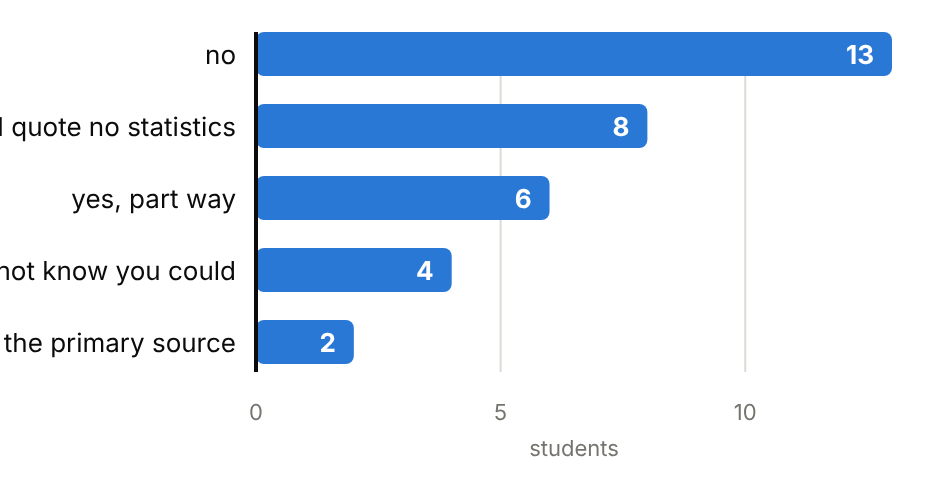 no
13
quote no statistics
8
yes, part way
6
know you could
4
the primary source
2
0 5 10
students